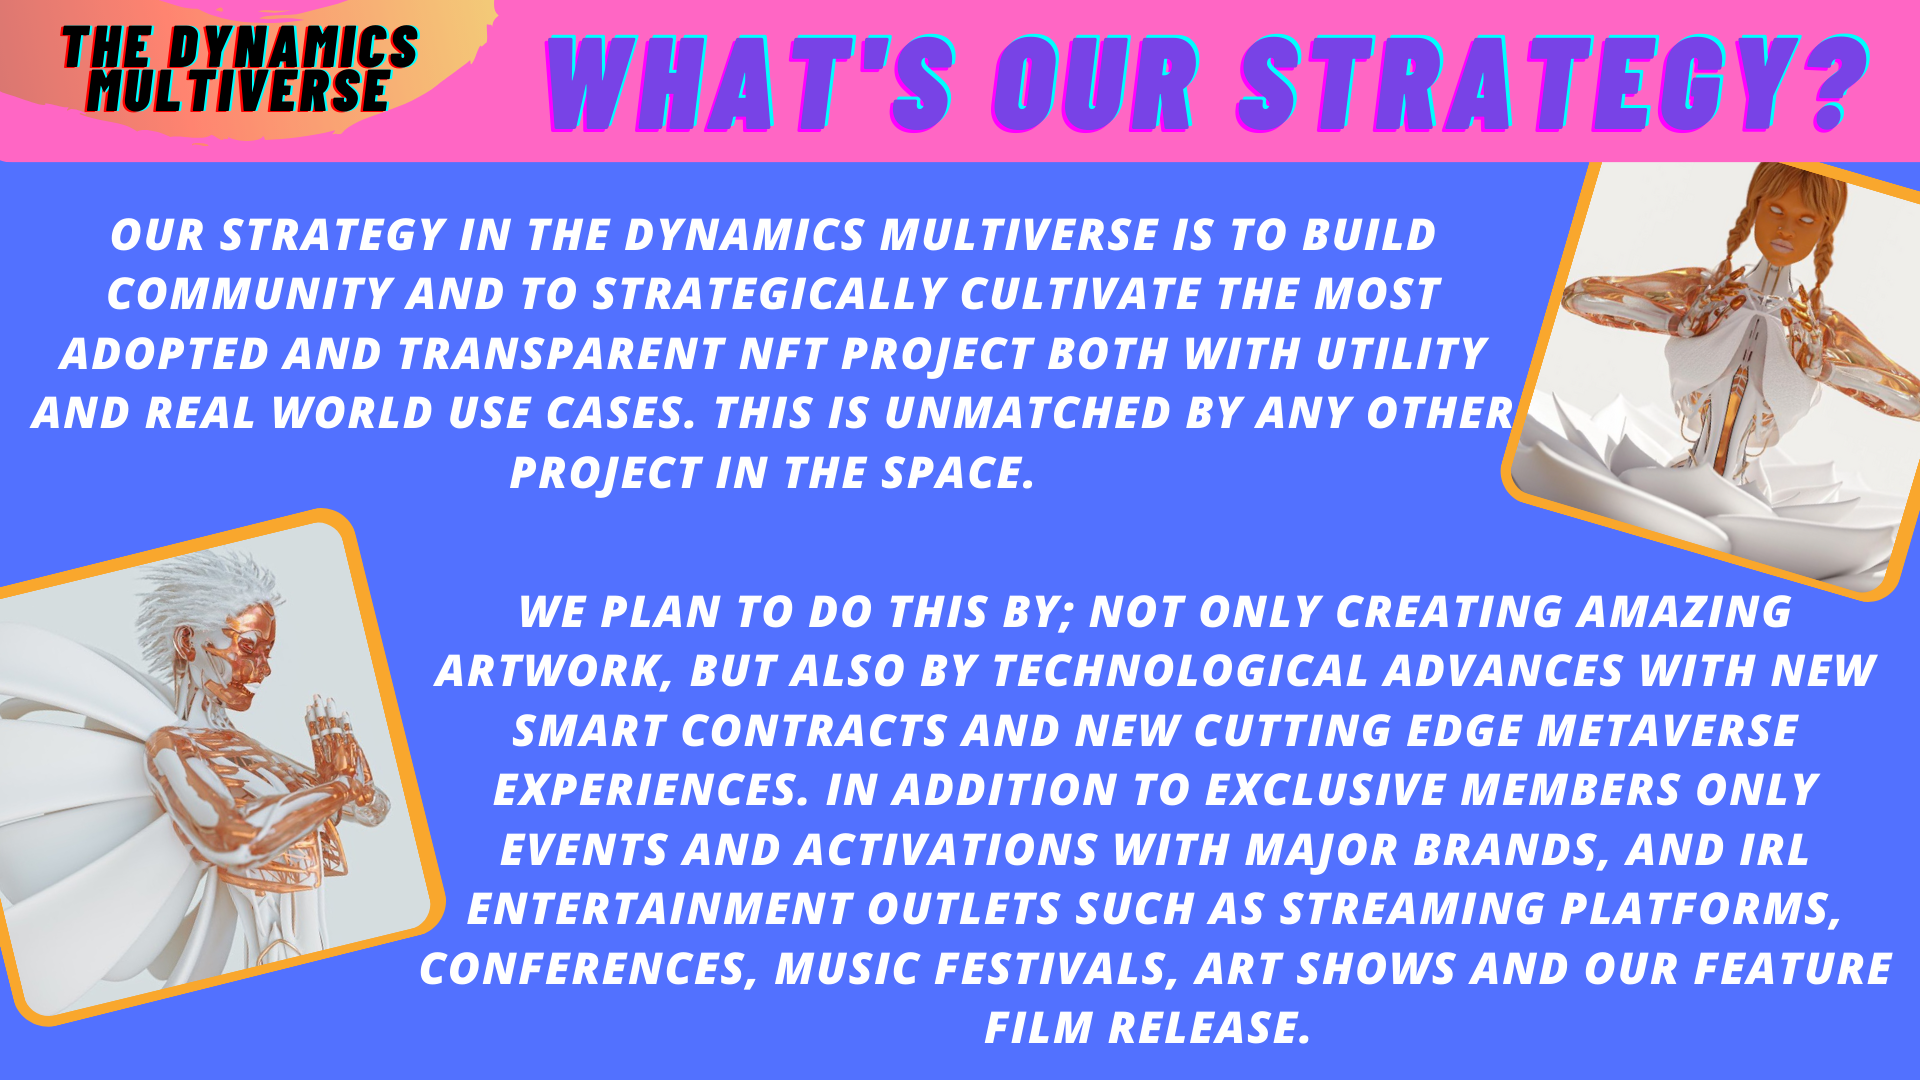 THE DYNAMICS
MULTIVERSE
WHAT'S OUR STRATEGY?
OUR STRATEGY IN THE DYNAMICS MULTIVERSE IS TO BUILD
COMMUNITY AND TO STRATEGICALLY CULTIVATE THE MOST
ADOPTED AND TRANSPARENT NFT PROJECT BOTH WITH UTILITY
AND REAL WORLD USE CASES. THIS IS UNMATCHED BY ANY OTHER
PROJECT IN THE SPACE.
WE PLAN TO DO THIS BY; NOT ONLY CREATING AMAZING
ARTWORK, BUT ALSO BY TECHNOLOGICAL ADVANCES WITH NEW
SMART CONTRACTS AND NEW CUTTING EDGE METAVERSE
EXPERIENCES. IN ADDITION TO EXCLUSIVE MEMBERS ONLY
EVENTS AND ACTIVATIONS WITH MAJOR BRANDS, AND IRL
ENTERTAINMENT OUTLETS SUCH AS STREAMING PLATFORMS,
CONFERENCES, MUSIC FESTIVALS, ART SHOWS AND OUR FEATURE
FILM RELEASE.